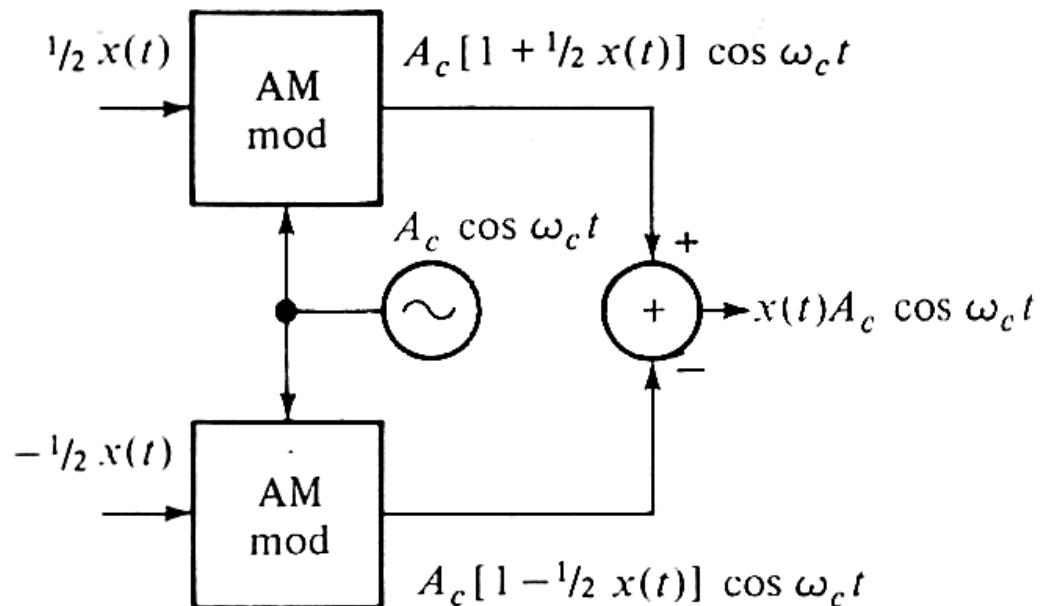 ½ x(t)
A_c[1 + ½ x(t)] cos ω_c t
AM
mod
A_c cos ω_c t
+
+
x(t)A_c cos ω_c t
−
−½ x(t)
AM
mod
A_c[1 − ½ x(t)] cos ω_c t